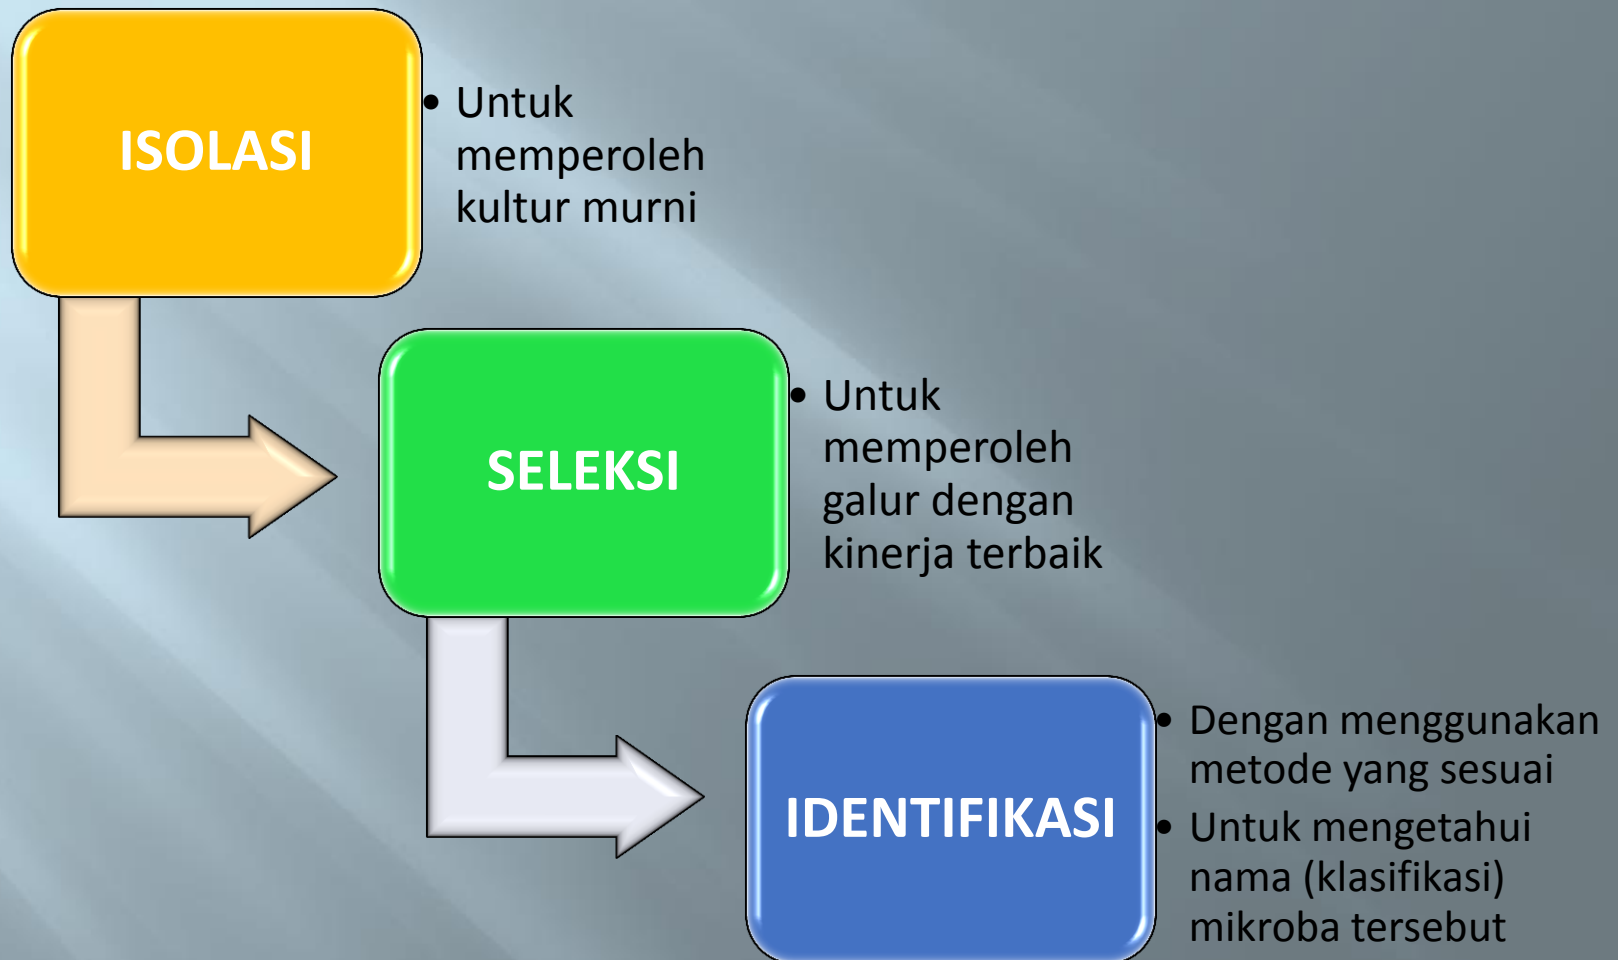 ISOLASI
• Untuk
memperoleh
kultur murni
SELEKSI
• Untuk
memperoleh
galur dengan
kinerja terbaik
IDENTIFIKASI
• Dengan menggunakan
metode yang sesuai
• Untuk mengetahui
nama (klasifikasi)
mikroba tersebut